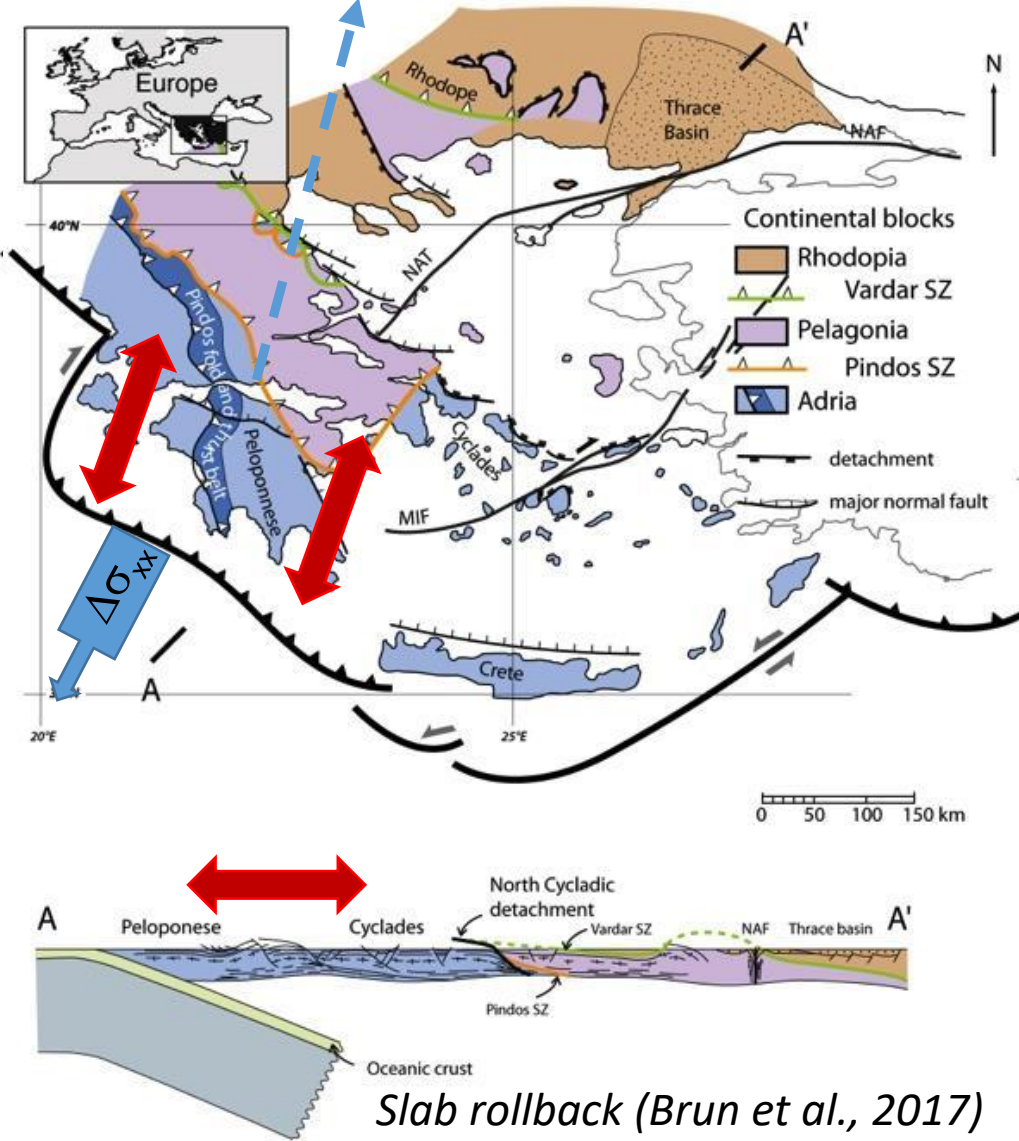 Europe
A'
N
Rhodope
Thrace
Basin
NAF
40°N
NAT
Continental blocks
Rhodopia
Vardar SZ
Pelagonia
Pindos SZ
Adria
detachment
major normal fault
Pindos fold and thrust belt
Peloponnese
Cyclades
MIF
Δσxx
A
Crete
20°E
25°E
0 50 100 150 km
North Cycladic
detachment
A
Peloponese
Cyclades
Vardar SZ
NAF
Thrace basin
A'
Pindos SZ
Oceanic crust
Slab rollback (Brun et al., 2017)